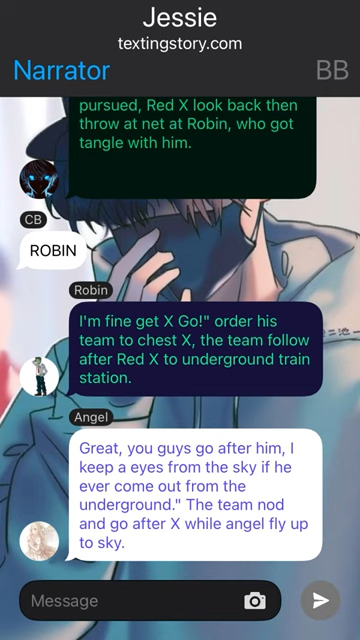 Jessie
textingstory.com
Narrator
BB
pursued, Red X look back then
throw at net at Robin, who got
tangle with him.
CB
ROBIN
Robin
I'm fine get X Go!" order his
team to chest X, the team follow
after Red X to underground train
station.
Angel
Great, you guys go after him, I
keep a eyes from the sky if he
ever come out from the
underground." The team nod
and go after X while angel fly up
to sky.
Message